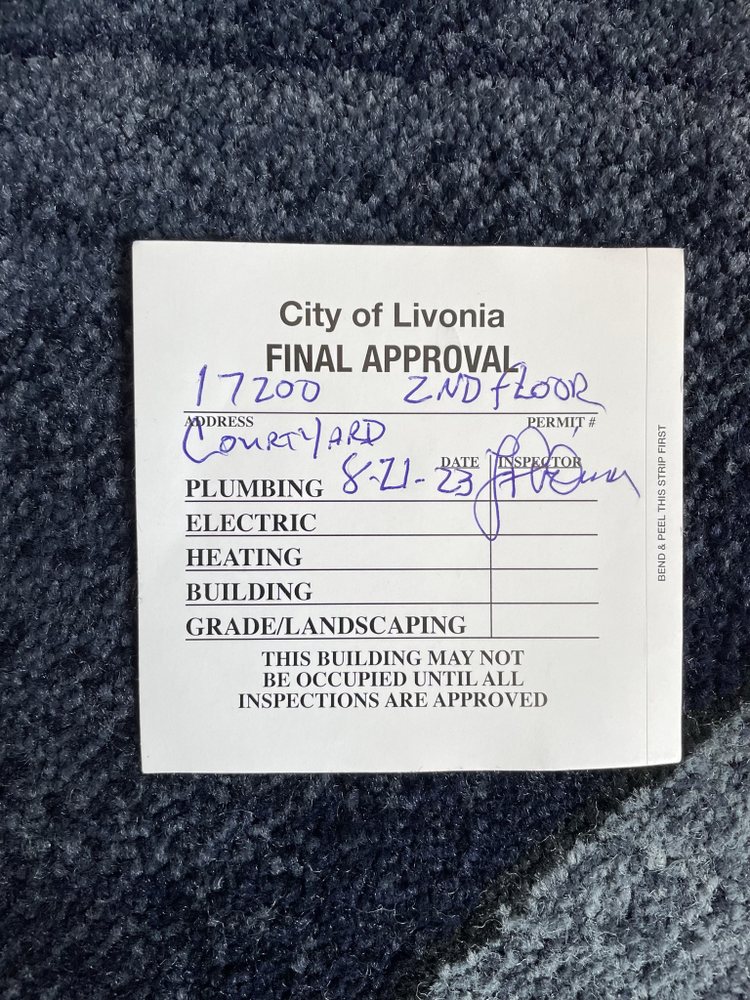 City of Livonia
FINAL APPROVAL
17200 2ND FLOOR
ADDRESS PERMIT #
COURTYARD
DATE INSPECTOR
PLUMBING 8-21-23
ELECTRIC
HEATING
BUILDING
GRADE/LANDSCAPING
THIS BUILDING MAY NOT
BE OCCUPIED UNTIL ALL
INSPECTIONS ARE APPROVED
BEND & PEEL THIS STRIP FIRST